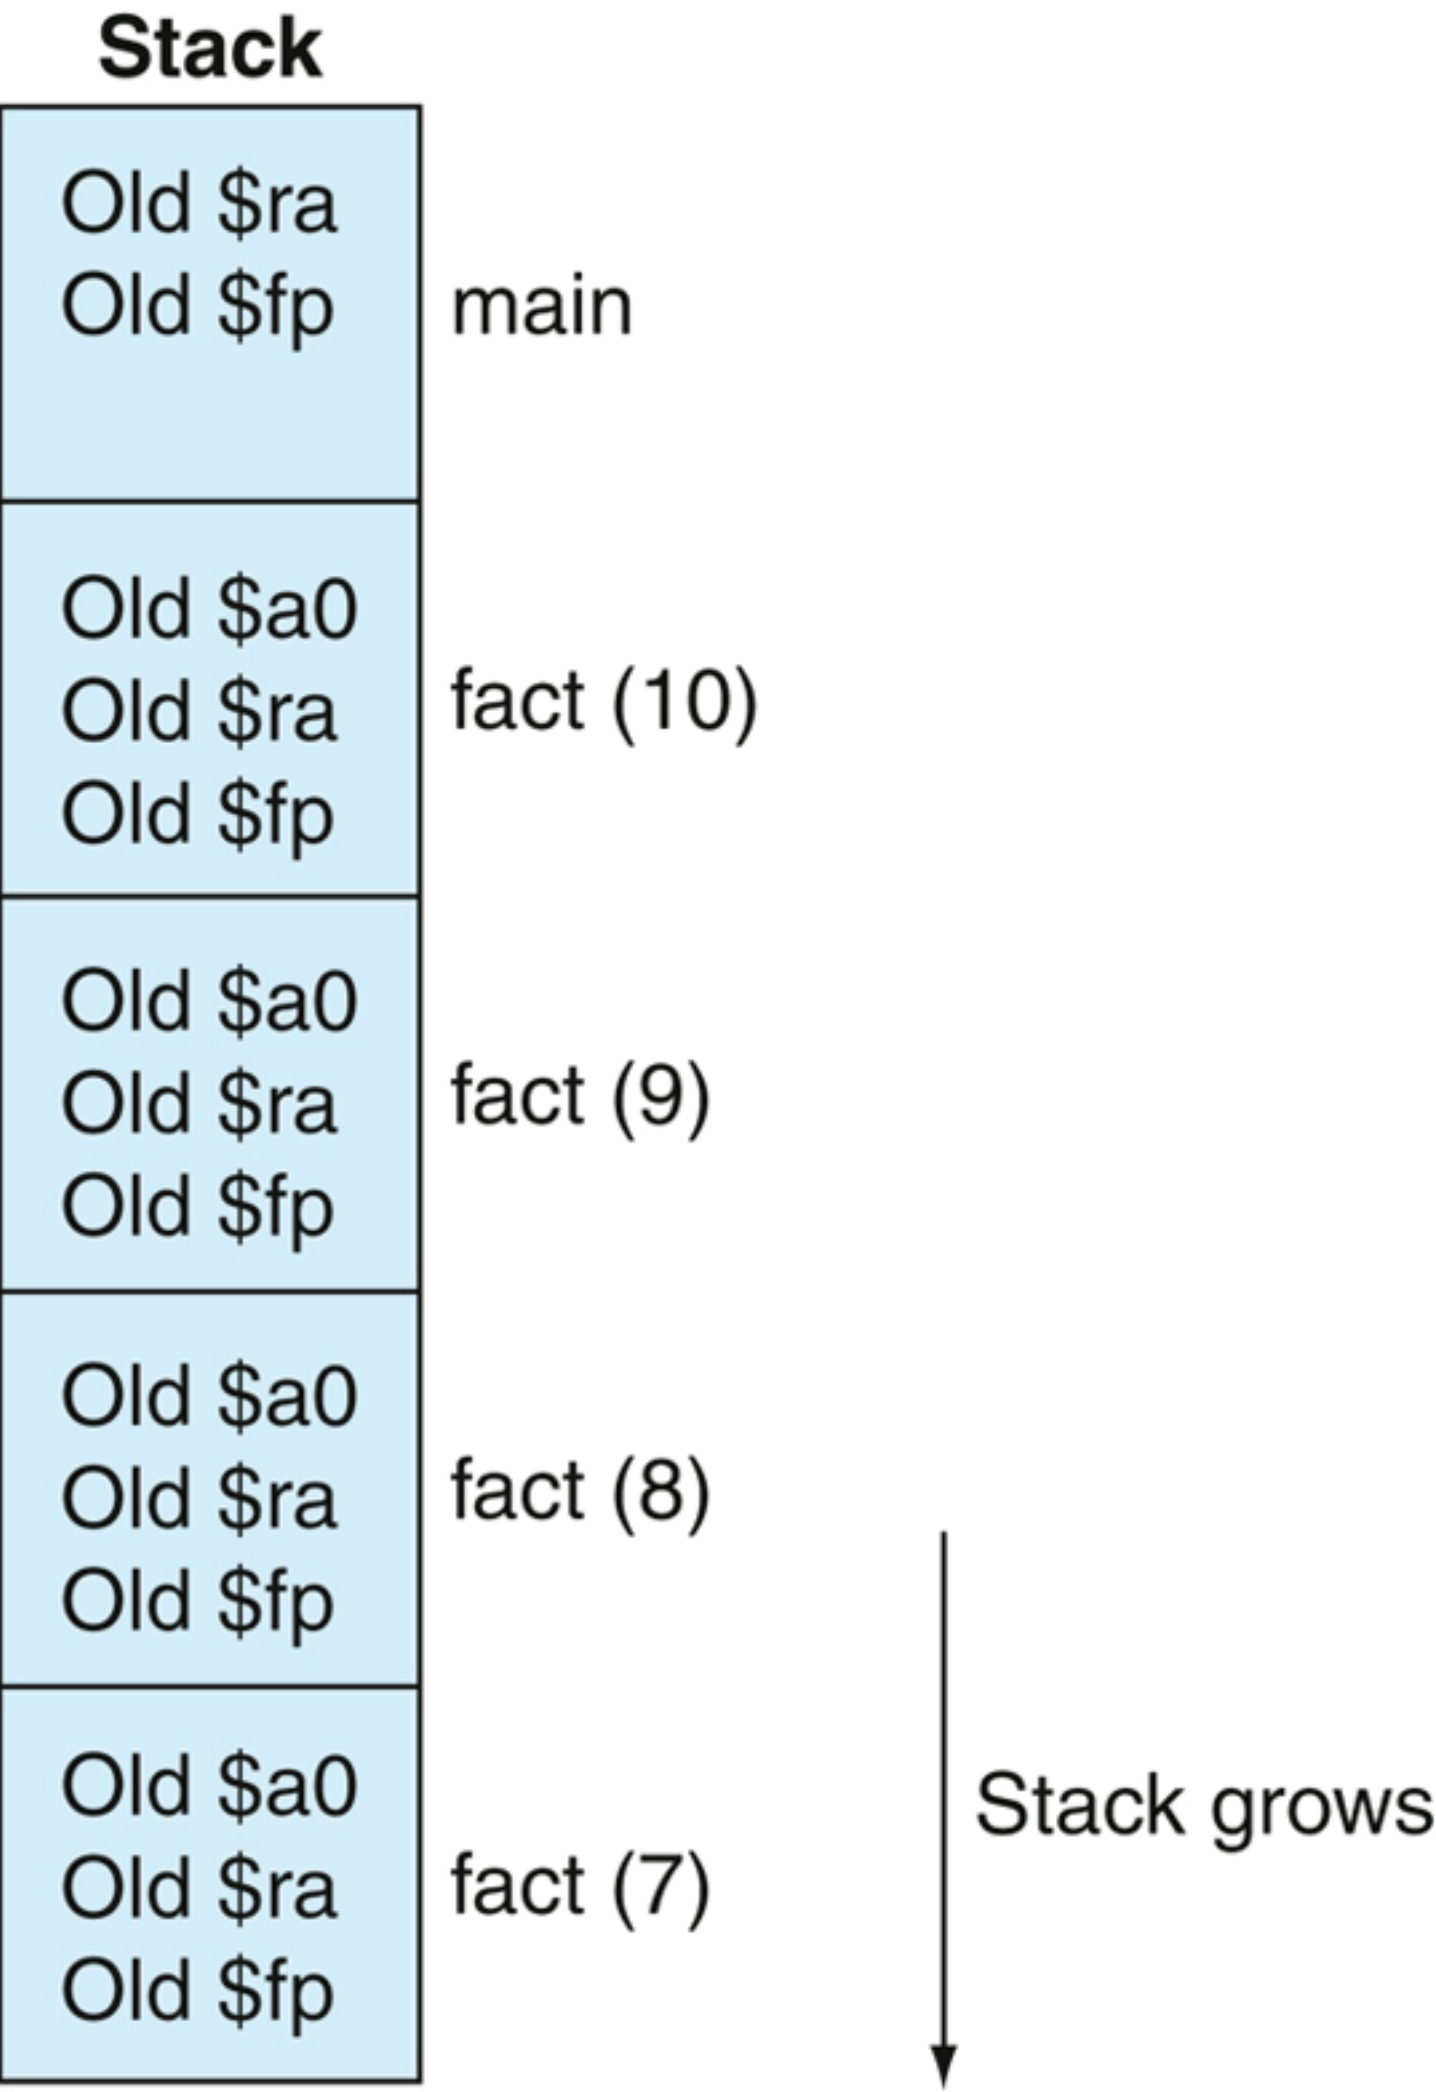 Stack
Old $ra
Old $fp
main
Old $a0
Old $ra
Old $fp
fact (10)
Old $a0
Old $ra
Old $fp
fact (9)
Old $a0
Old $ra
Old $fp
fact (8)
Old $a0
Old $ra
Old $fp
fact (7)
Stack grows